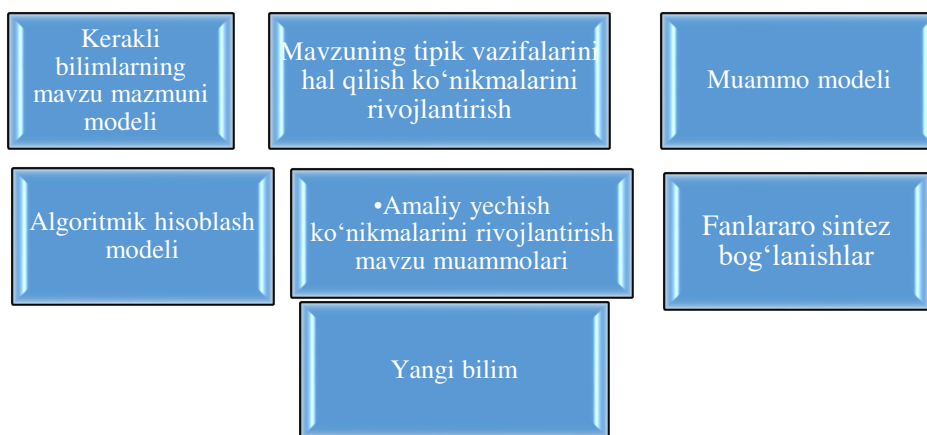 Kerakli
bilimlarning
mavzu mazmuni
modeli
Mavzuning tipik vazifalarini
hal qilish ko‘nikmalarini
rivojlantirish
Muammo modeli
Algoritmik hisoblash
modeli
•Amaliy yechish
ko‘nikmalarini rivojlantirish
mavzu muammolari
Fanlararo sintez
bog‘lanishlar
Yangi bilim